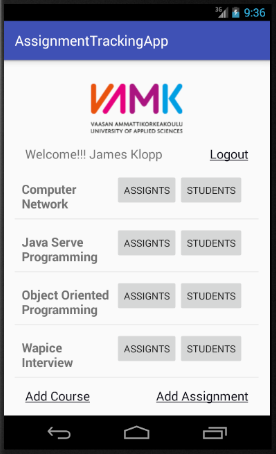 3G 9:36
AssignmentTrackingApp
VAMK
VAASAN AMMATTIKORKEAKOULU
UNIVERSITY OF APPLIED SCIENCES
Welcome!!! James Klopp Logout
Computer
Network
ASSIGNTS STUDENTS
Java Serve
Programming
ASSIGNTS STUDENTS
Object Oriented
Programming
ASSIGNTS STUDENTS
Wapice
Interview
ASSIGNTS STUDENTS
Add Course Add Assignment